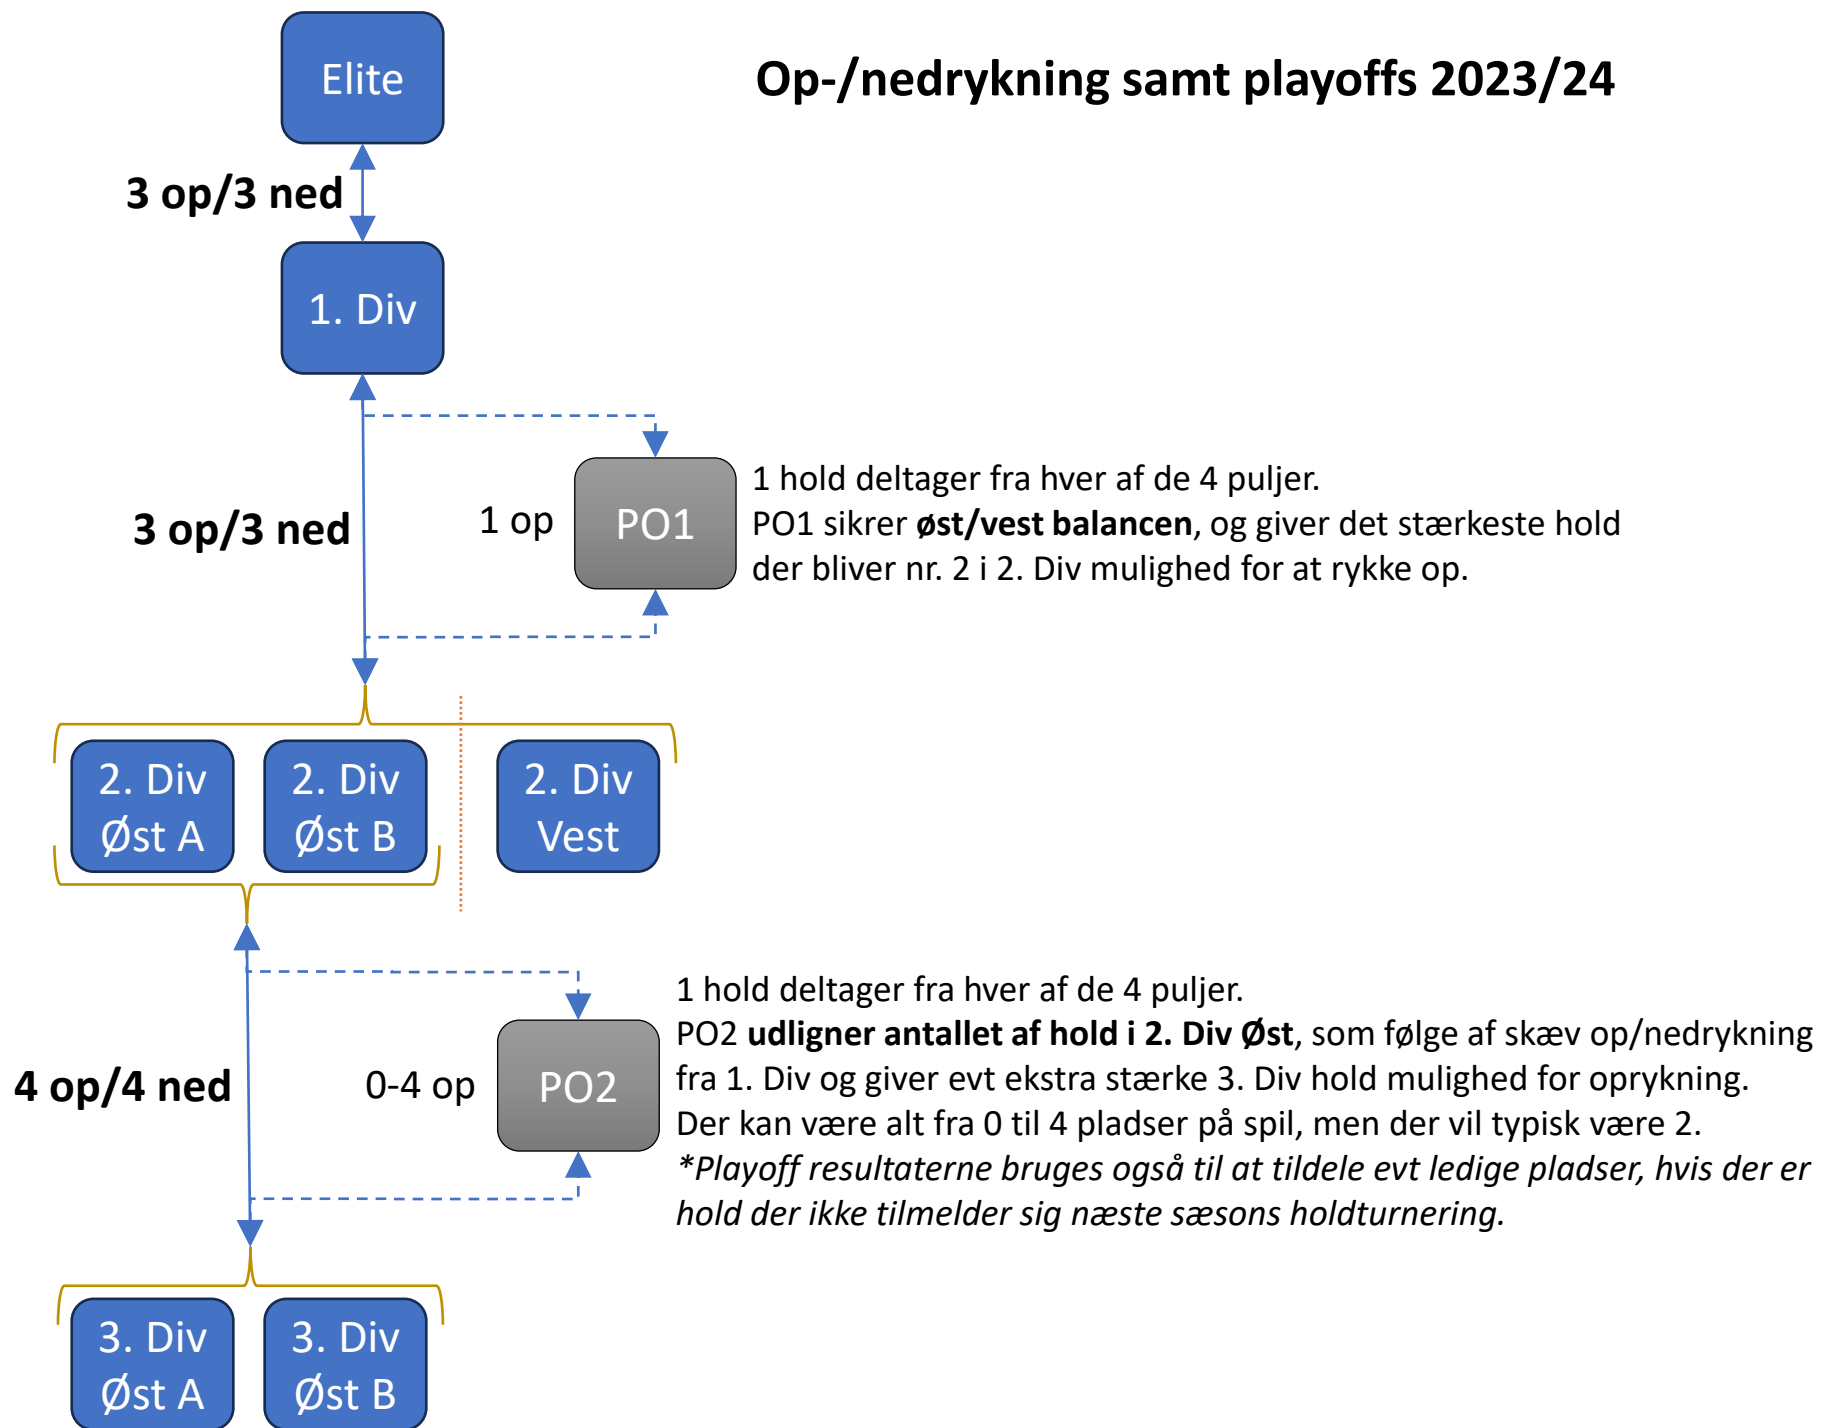 Op-/nedrykning samt playoffs 2023/24
Elite
3 op/3 ned
1. Div
3 op/3 ned
1 op
PO1
1 hold deltager fra hver af de 4 puljer.
PO1 sikrer øst/vest balancen, og giver det stærkeste hold
der bliver nr. 2 i 2. Div mulighed for at rykke op.
2. Div
Øst A
2. Div
Øst B
2. Div
Vest
4 op/4 ned
0-4 op
PO2
1 hold deltager fra hver af de 4 puljer.
PO2 udligner antallet af hold i 2. Div Øst, som følge af skæv op/nedrykning
fra 1. Div og giver evt ekstra stærke 3. Div hold mulighed for oprykning.
Der kan være alt fra 0 til 4 pladser på spil, men der vil typisk være 2.
*Playoff resultaterne bruges også til at tildele evt ledige pladser, hvis der er
hold der ikke tilmelder sig næste sæsons holdturnering.
3. Div
Øst A
3. Div
Øst B